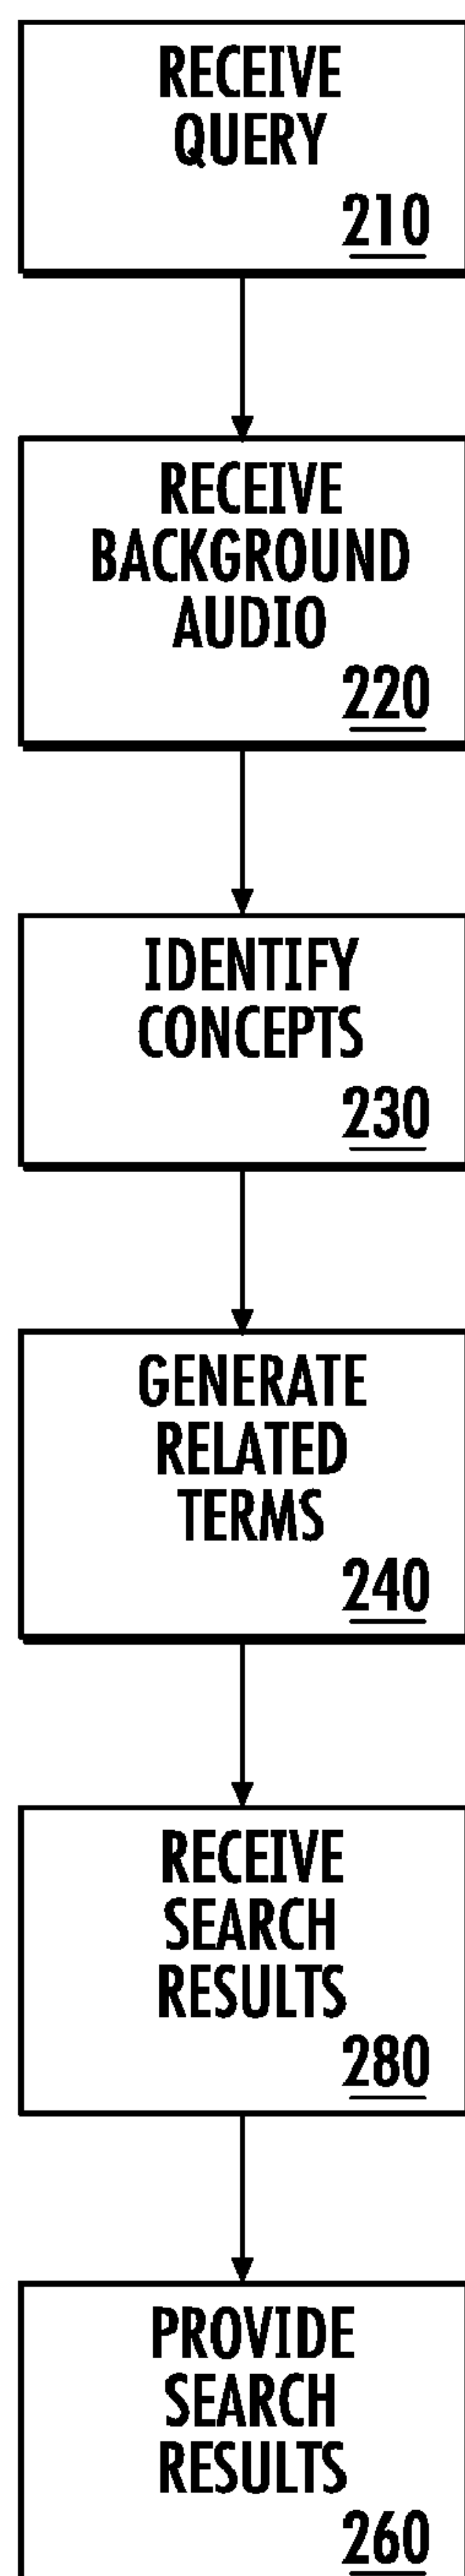 RECEIVE
QUERY
210
RECEIVE
BACKGROUND
AUDIO
220
IDENTIFY
CONCEPTS
230
GENERATE
RELATED
TERMS
240
RECEIVE
SEARCH
RESULTS
280
PROVIDE
SEARCH
RESULTS
260